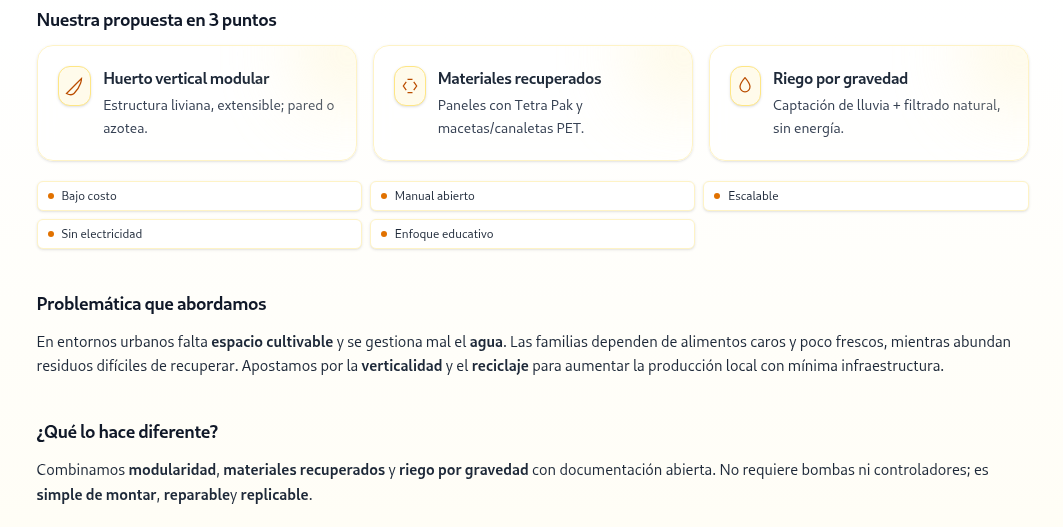 Nuestra propuesta en 3 puntos
Huerto vertical modular
Estructura liviana, extensible; pared o
azotea.
Materiales recuperados
Paneles con Tetra Pak y
macetas/canaletas PET.
Riego por gravedad
Captación de lluvia + filtrado natural,
sin energía.
Bajo costo
Manual abierto
Escalable
Sin electricidad
Enfoque educativo
Problemática que abordamos
En entornos urbanos falta espacio cultivable y se gestiona mal el agua. Las familias dependen de alimentos caros y poco frescos, mientras abundan
residuos difíciles de recuperar. Apostamos por la verticalidad y el reciclaje para aumentar la producción local con mínima infraestructura.
¿Qué lo hace diferente?
Combinamos modularidad, materiales recuperados y riego por gravedad con documentación abierta. No requiere bombas ni controladores; es
simple de montar, reparabley replicable.